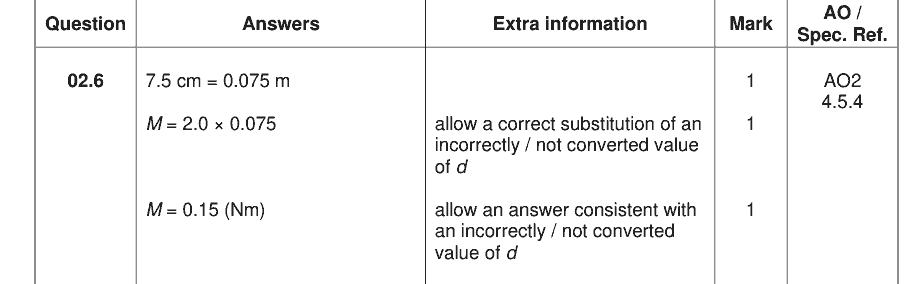 Question Answers Extra information Mark AO / Spec. Ref.
02.6 7.5 cm = 0.075 m 1 AO2
4.5.4
M = 2.0 × 0.075 allow a correct substitution of an 1
incorrectly / not converted value
of d
M = 0.15 (Nm) allow an answer consistent with 1
an incorrectly / not converted
value of d